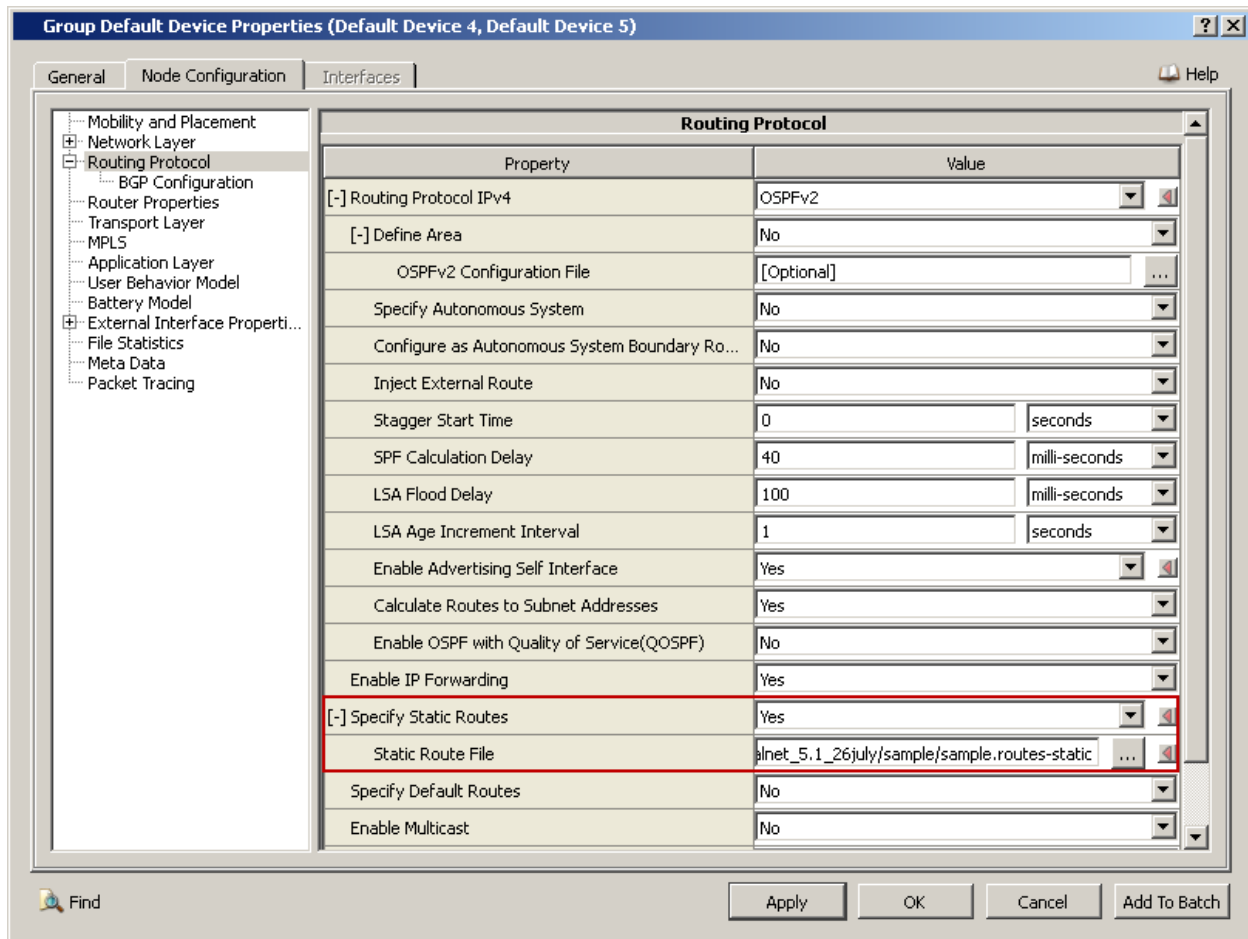 Group Default Device Properties (Default Device 4, Default Device 5)
General Node Configuration Interfaces Help
Mobility and Placement
Network Layer
Routing Protocol
BGP Configuration
Router Properties
Transport Layer
MPLS
Application Layer
User Behavior Model
Battery Model
External Interface Properti...
File Statistics
Meta Data
Packet Tracing
Routing Protocol
Property Value
[-] Routing Protocol IPv4 OSPFv2
[-] Define Area No
OSPFv2 Configuration File [Optional] ...
Specify Autonomous System No
Configure as Autonomous System Boundary Ro... No
Inject External Route No
Stagger Start Time 0 seconds
SPF Calculation Delay 40 milli-seconds
LSA Flood Delay 100 milli-seconds
LSA Age Increment Interval 1 seconds
Enable Advertising Self Interface Yes
Calculate Routes to Subnet Addresses Yes
Enable OSPF with Quality of Service(QOSPF) No
Enable IP Forwarding Yes
[-] Specify Static Routes Yes
Static Route File alnet_5.1_26july/sample/sample.routes-static ...
Specify Default Routes No
Enable Multicast No
Find Apply OK Cancel Add To Batch